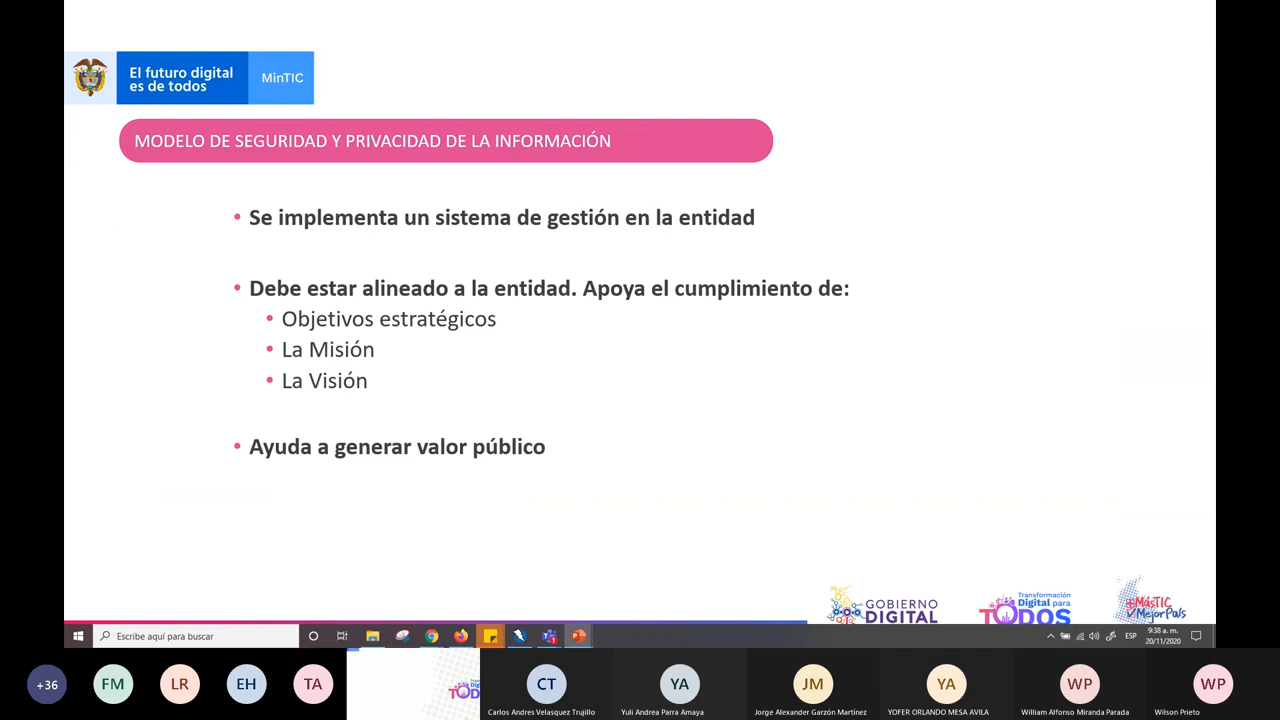 El futuro digital
es de todos
MinTIC
MODELO DE SEGURIDAD Y PRIVACIDAD DE LA INFORMACIÓN
• Se implementa un sistema de gestión en la entidad
• Debe estar alineado a la entidad. Apoya el cumplimiento de:
• Objetivos estratégicos
• La Misión
• La Visión
• Ayuda a generar valor público
GOBIERNO
DIGITAL
Transformación
Digital para
TODOS
+MásTIC
MejorPaís
Escribe aquí para buscar
ESP
9:38 a. m.
20/11/2020
+36
FM
LR
EH
TA
CT
YA
JM
YA
WP
WP
Carlos Andres Velasquez Trujillo
Yuli Andrea Parra Amaya
Jorge Alexander Garzón Martínez
YOFER ORLANDO MESA AVILA
William Alfonso Miranda Parada
Wilson Prieto